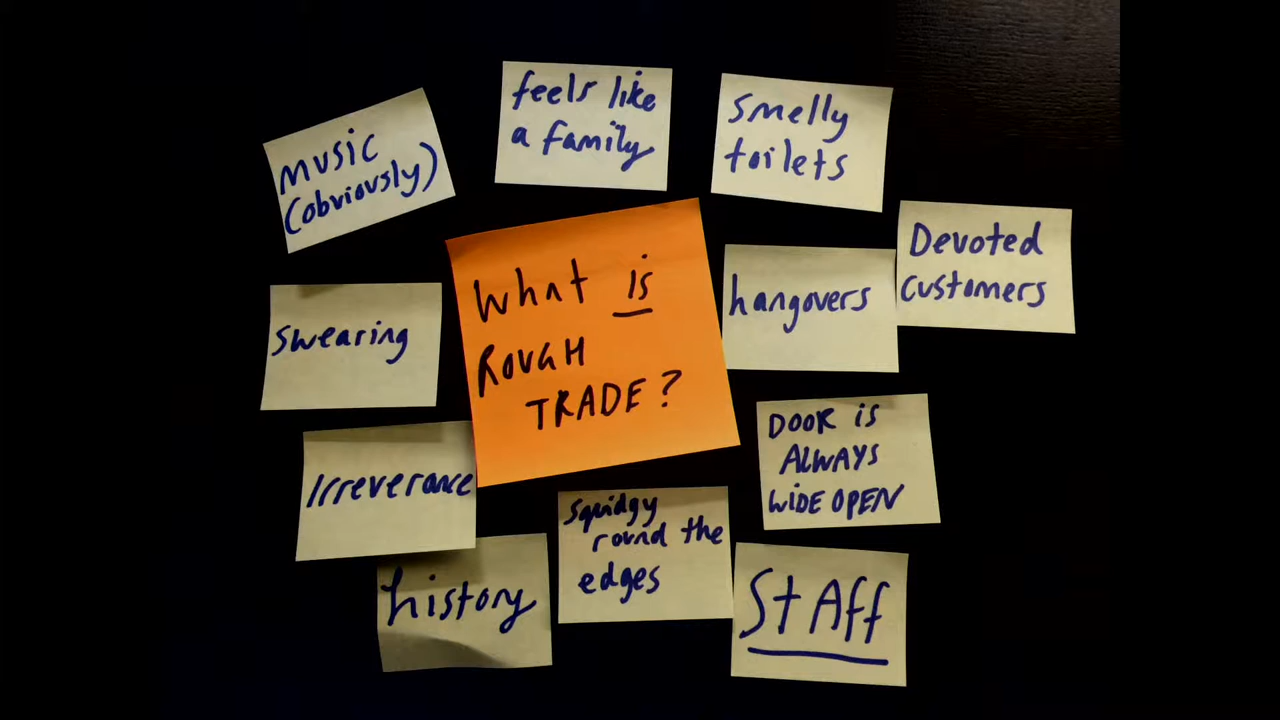 feels like
a family
smelly
toilets
music
(obviously)
Devoted
customers
What is
ROUGH
TRADE?
hangovers
swearing
DOOR is
ALWAYS
WIDE OPEN
Irreverance
squidgy
round the
edges
history
STAff